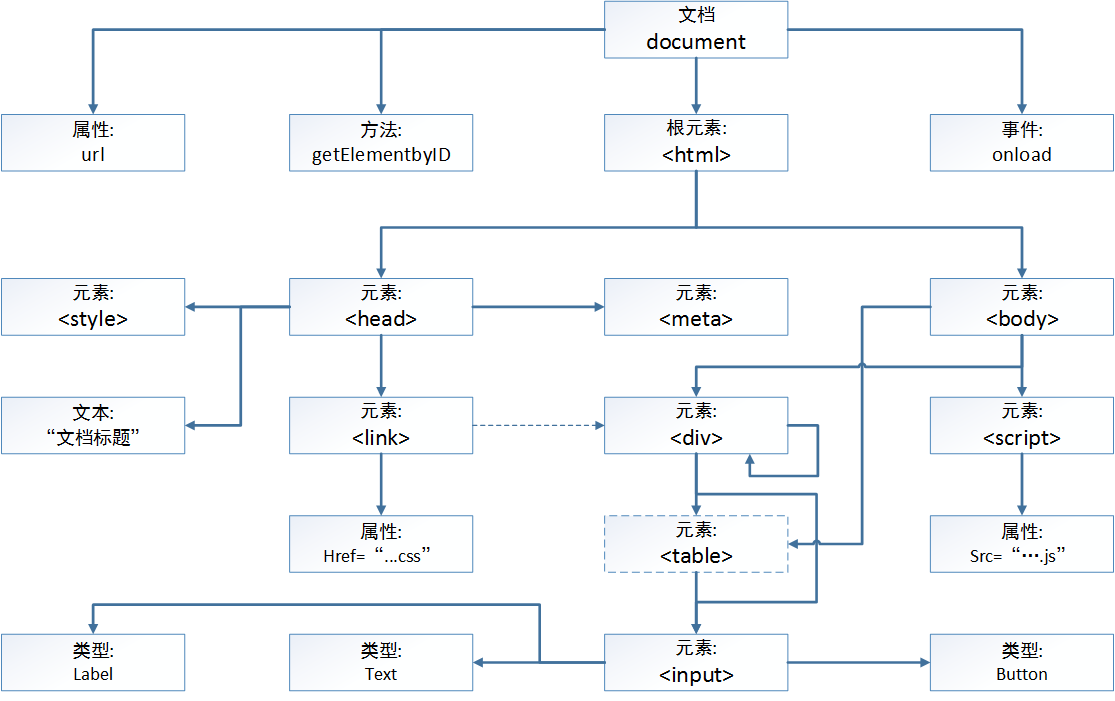 文档
document
属性:
url
方法:
getElementbyID
根元素:
<html>
事件:
onload
元素:
<style>
元素:
<head>
元素:
<meta>
元素:
<body>
文本:
“文档标题”
元素:
<link>
元素:
<div>
元素:
<script>
属性:
Href=“...css”
元素:
<table>
属性:
Src=“….js”
类型:
Label
类型:
Text
元素:
<input>
类型:
Button